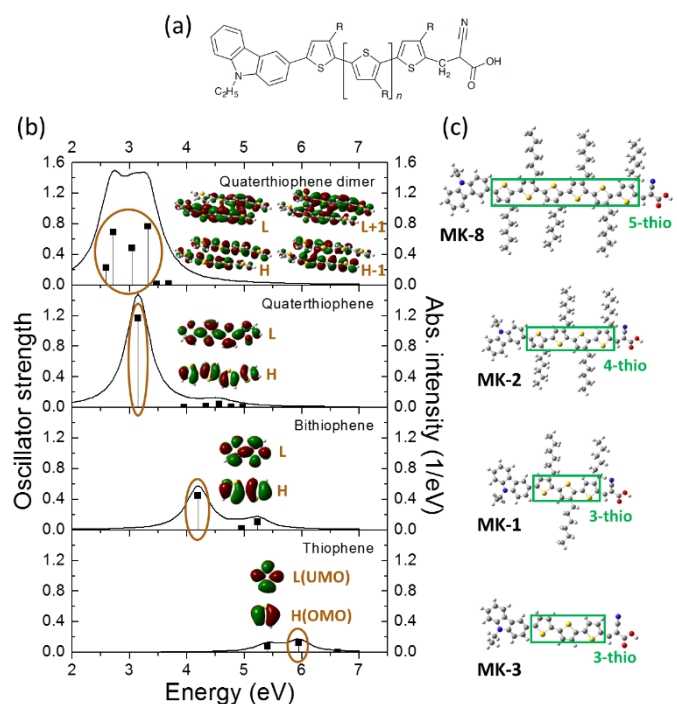 (a)
R
R
CN
S
S
S
N
C₂H₅
R
n
CH₂
OH
O
(b)
(c)
2 3 4 5 6 7
1.6
1.2
0.8
0.4
0.0
Quaterthiophene dimer
L
L+1
H
H-1
1.6
1.2
0.8
0.4
0.0
1.2
0.8
0.4
0.0
Quaterthiophene
L
H
1.2
0.8
0.4
0.0
1.2
0.8
0.4
0.0
Bithiophene
L
H
1.2
0.8
0.4
0.0
1.2
0.8
0.4
0.0
Thiophene
L(UMO)
H(OMO)
1.2
0.8
0.4
0.0
2 3 4 5 6 7
Energy (eV)
Oscillator strength
Abs. intensity (1/eV)
MK-8
5-thio
MK-2
4-thio
MK-1
3-thio
MK-3
3-thio